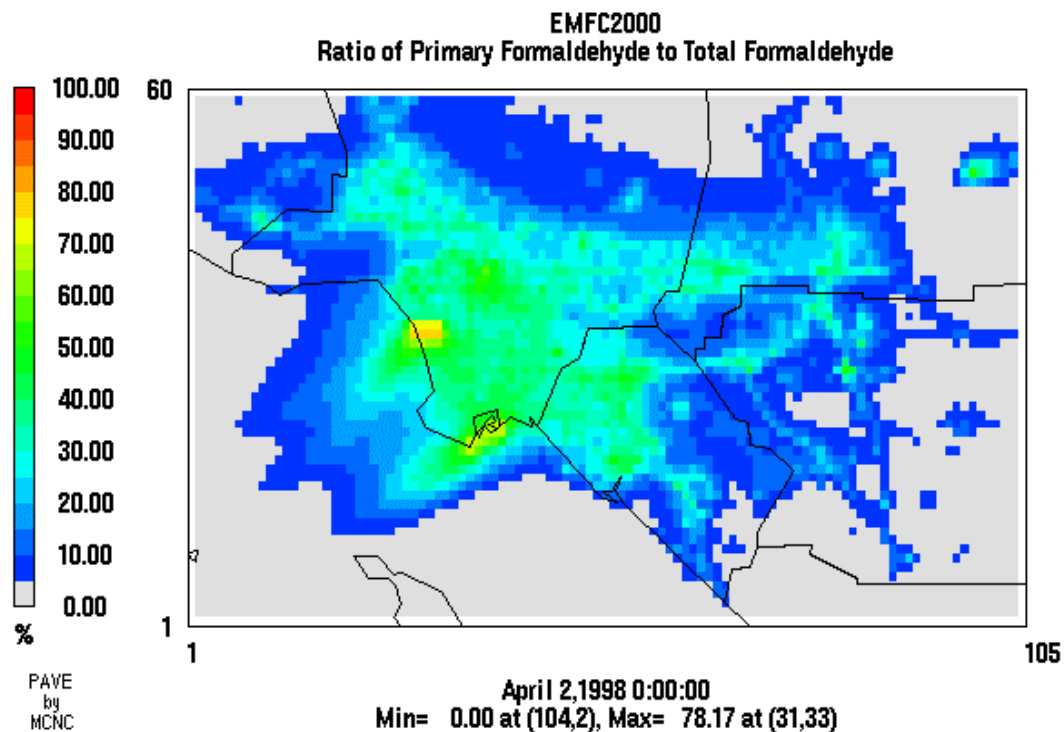 EMFC2000
Ratio of Primary Formaldehyde to Total Formaldehyde
100.00
90.00
80.00
70.00
60.00
50.00
40.00
30.00
20.00
10.00
0.00
%
60
1
1
105
PAVE
by
MCNC
April 2,1998 0:00:00
Min= 0.00 at (104,2), Max= 78.17 at (31,33)